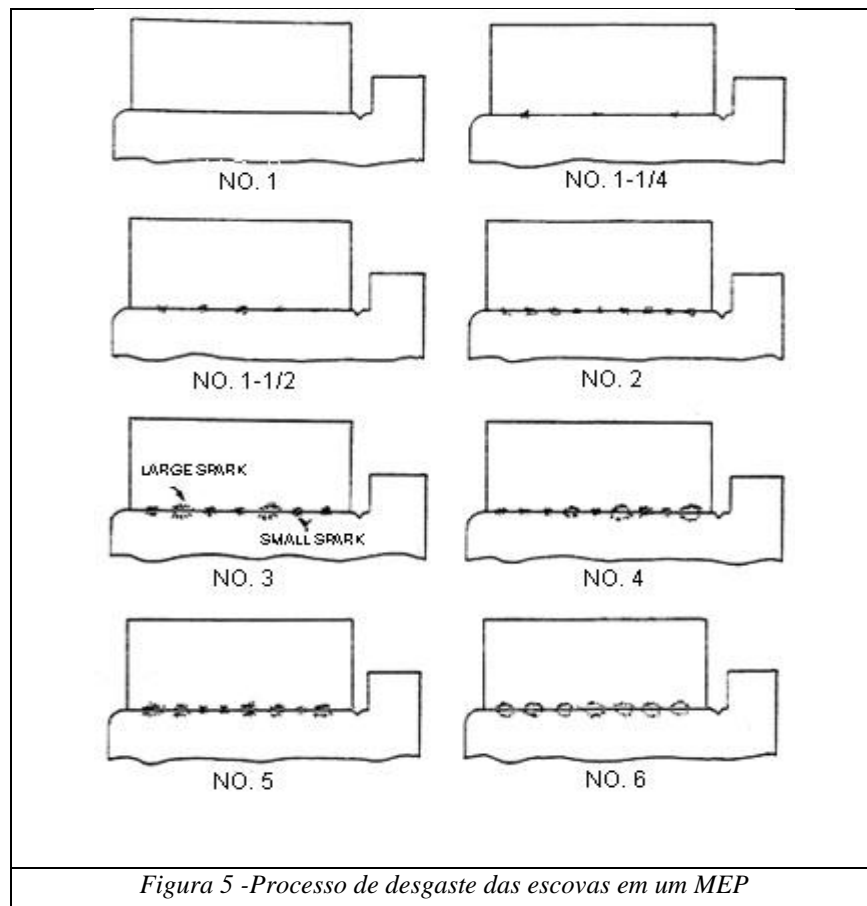 NO. 1
NO. 1-1/4
NO. 1-1/2
NO. 2
LARGE SPARK
SMALL SPARK
NO. 3
NO. 4
NO. 5
NO. 6
Figura 5 -Processo de desgaste das escovas em um MEP